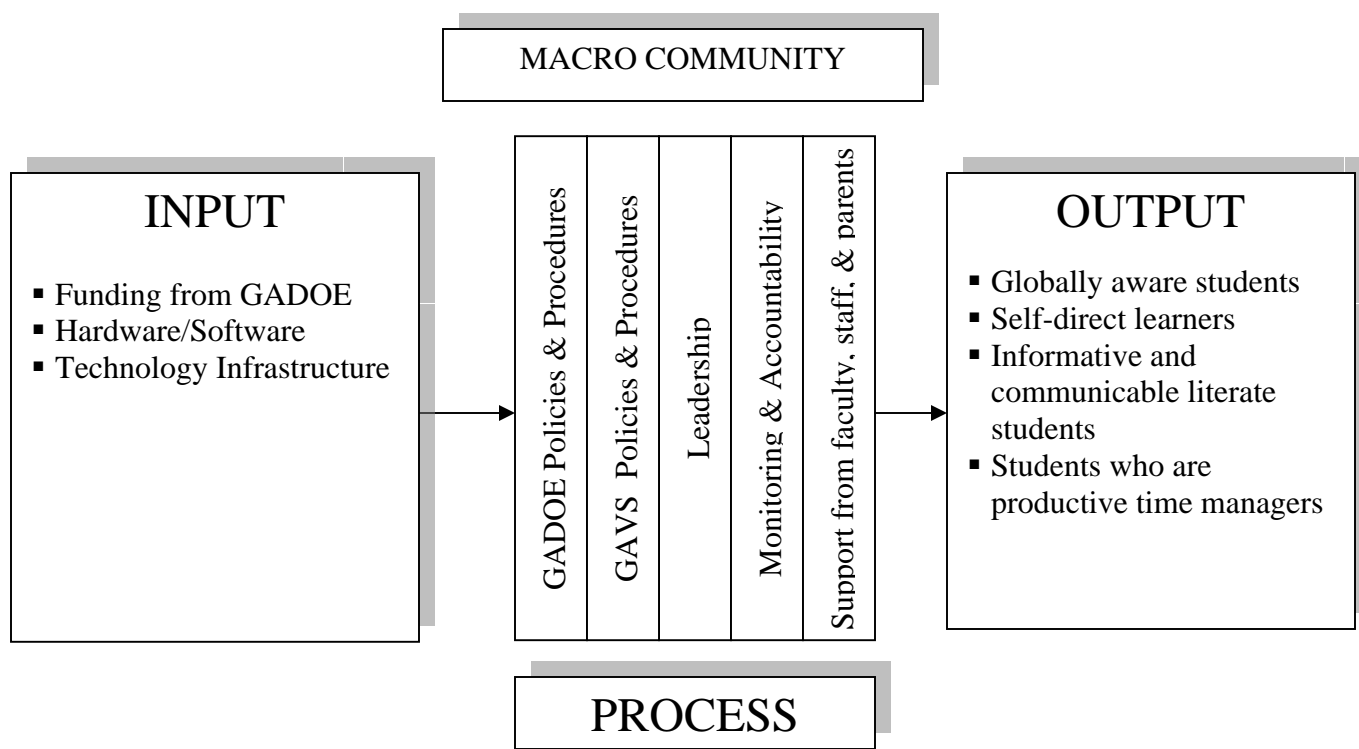 MACRO COMMUNITY
INPUT
▪ Funding from GADOE
▪ Hardware/Software
▪ Technology Infrastructure
GADOE Policies & Procedures
GAVS Policies & Procedures
Leadership
Monitoring & Accountability
Support from faculty, staff, & parents
OUTPUT
▪ Globally aware students
▪ Self-direct learners
▪ Informative and
communicable literate
students
▪ Students who are
productive time managers
PROCESS